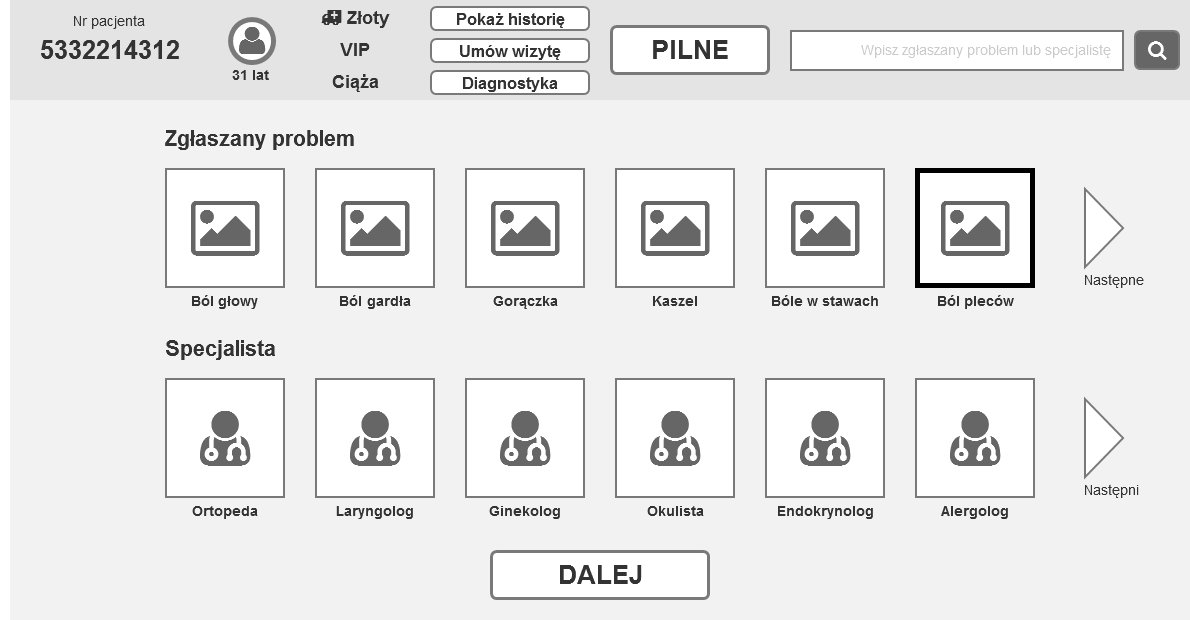 Nr pacjenta
5332214312
31 lat
Złoty
VIP
Ciąża
Pokaż historię
Umów wizytę
Diagnostyka
PILNE
Wpisz zgłaszany problem lub specjalistę
Zgłaszany problem
Ból głowy
Ból gardła
Gorączka
Kaszel
Bóle w stawach
Ból pleców
Następne
Specjalista
Ortopeda
Laryngolog
Ginekolog
Okulista
Endokrynolog
Alergolog
Następni
DALEJ